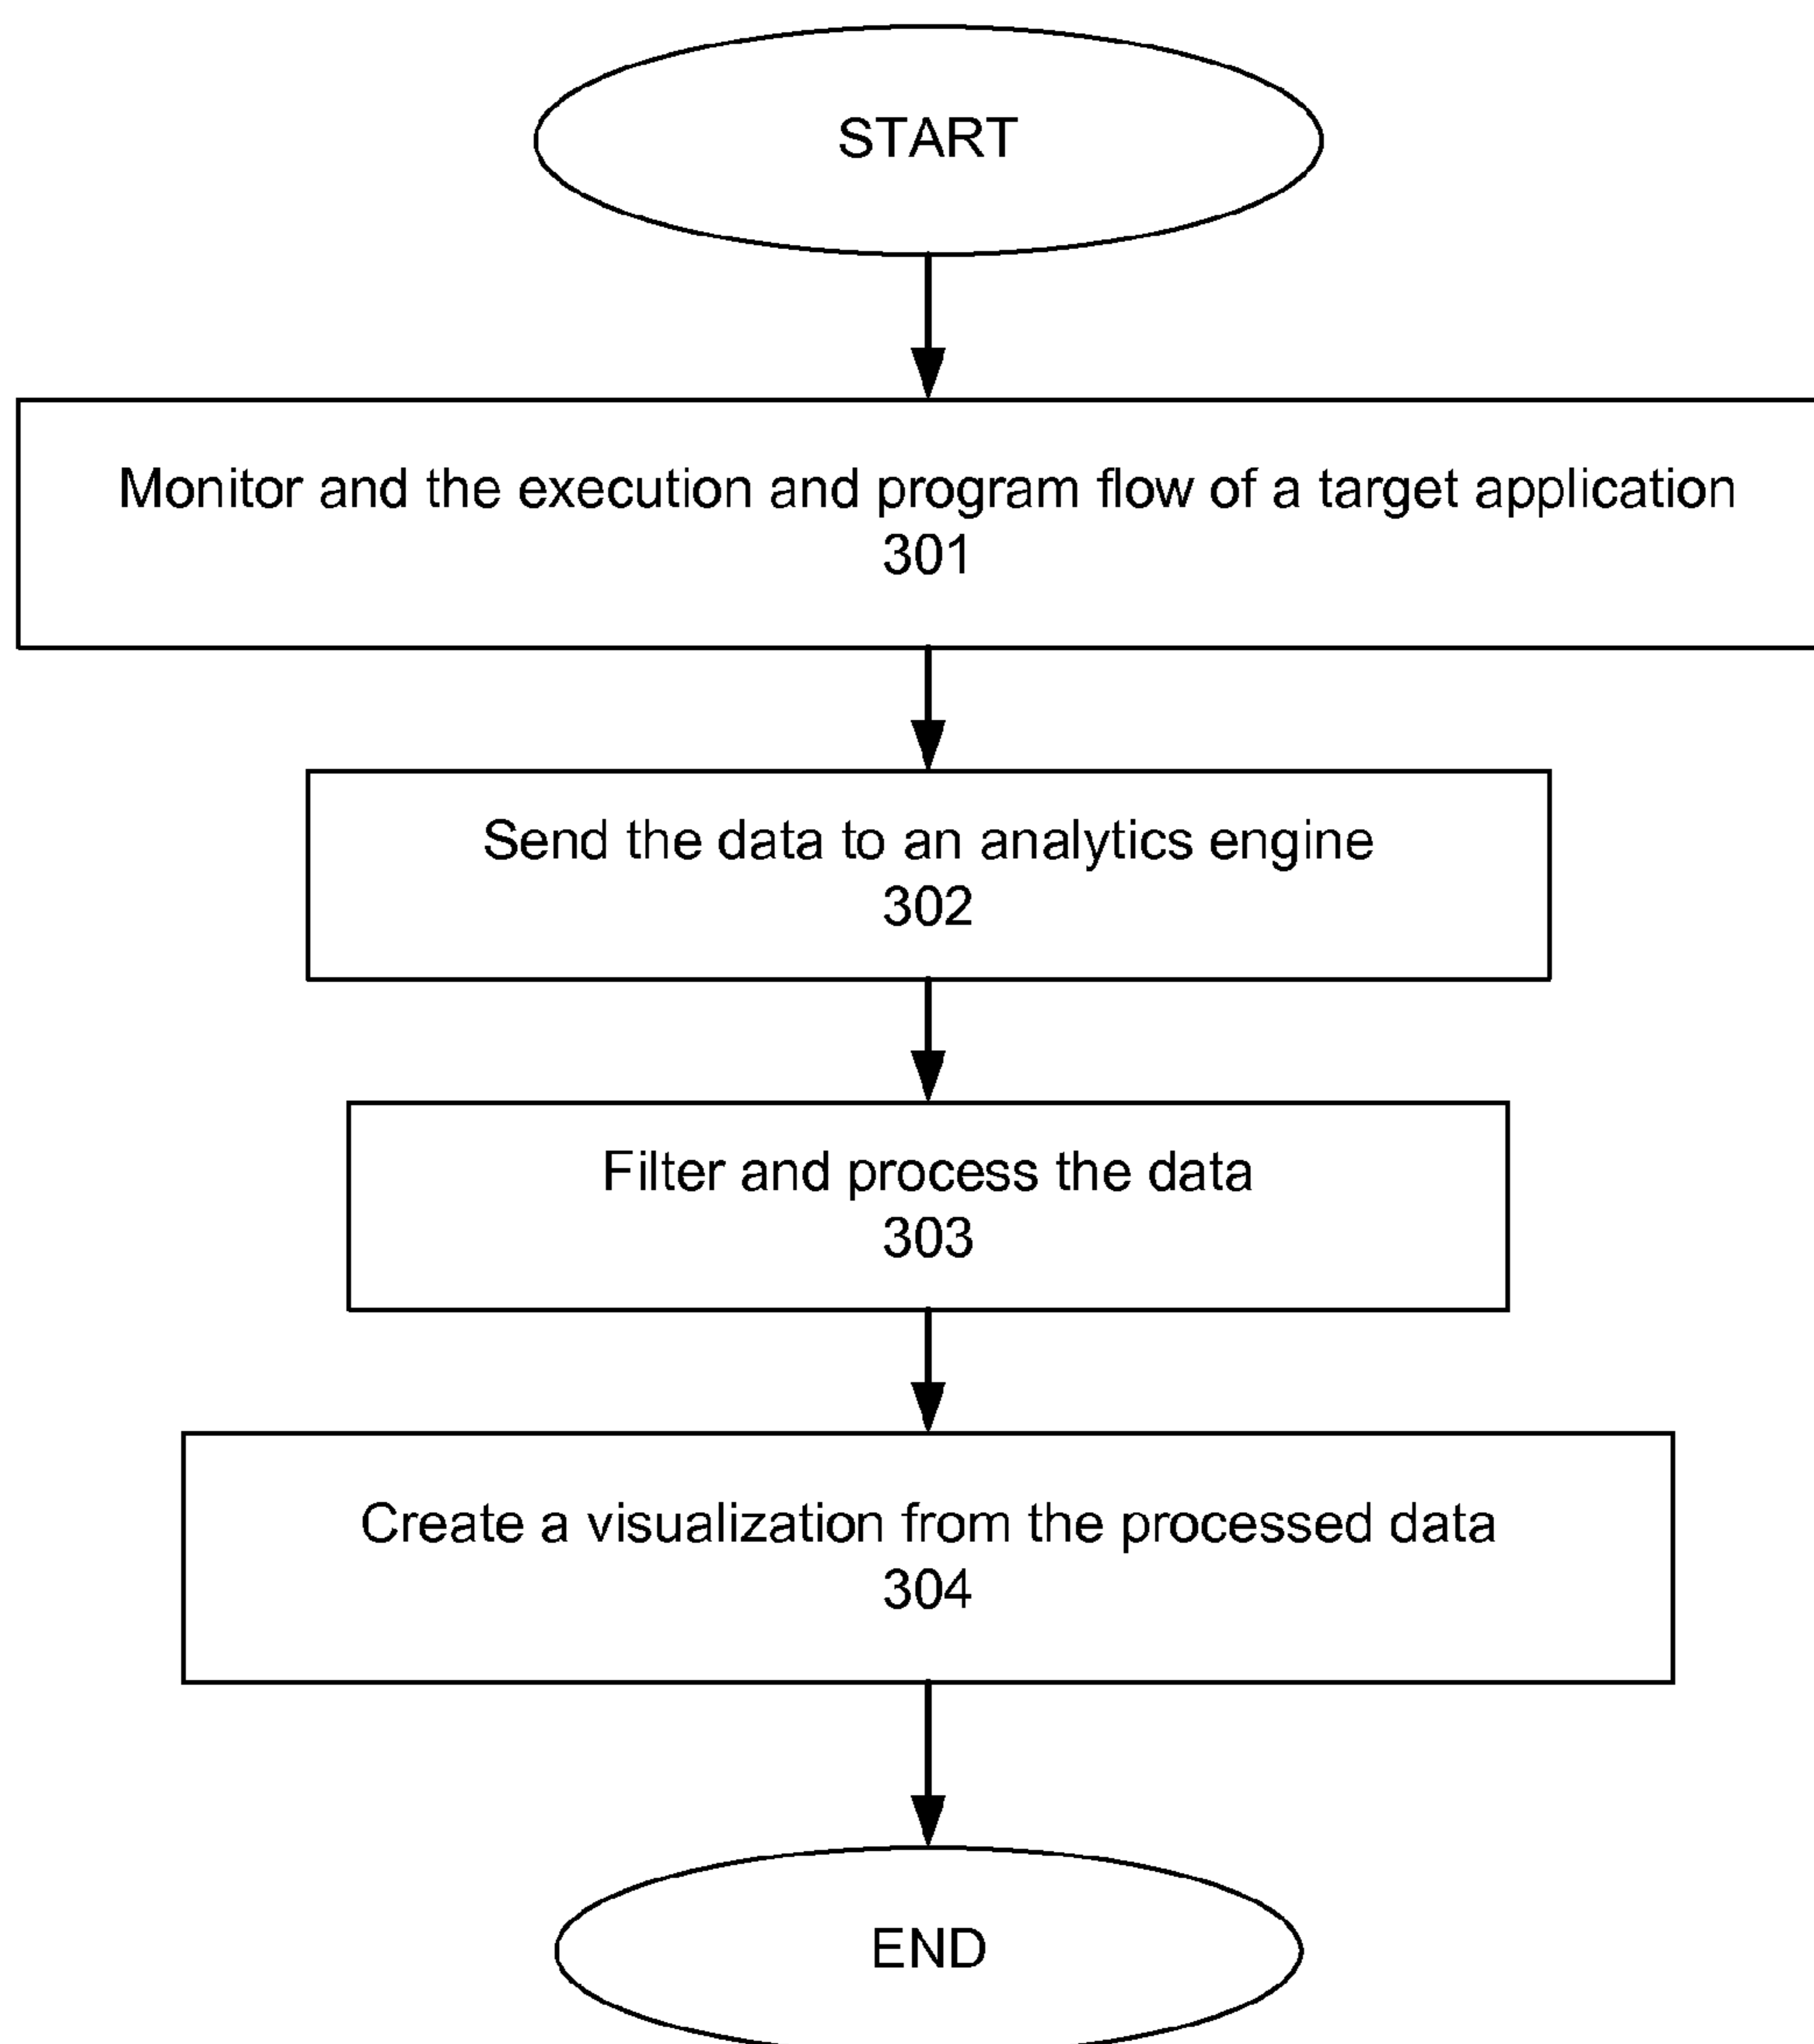 START
Monitor and the execution and program flow of a target application
301
Send the data to an analytics engine
302
Filter and process the data
303
Create a visualization from the processed data
304
END